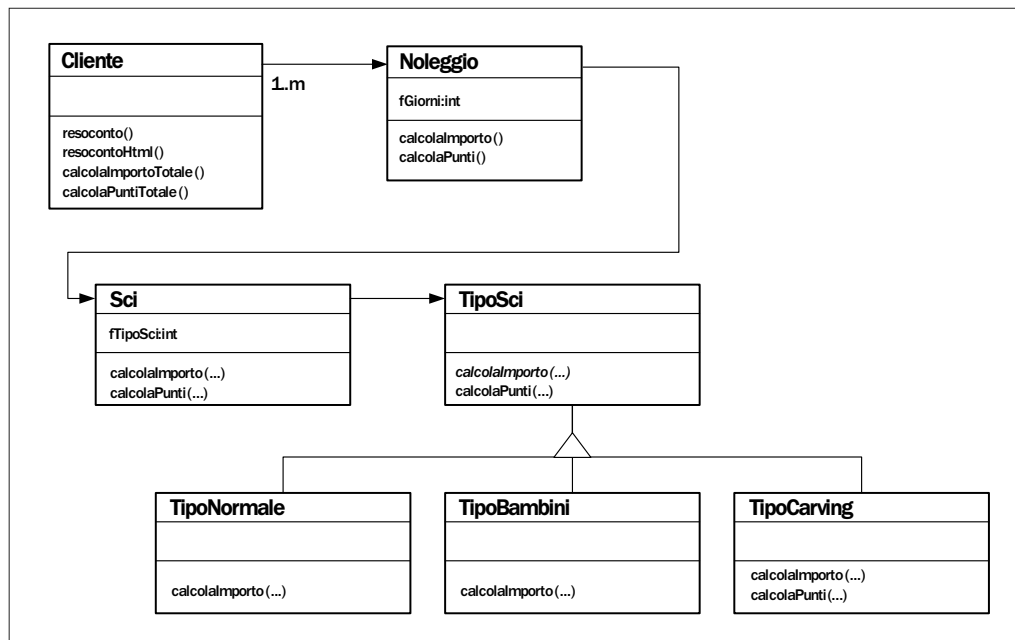 Cliente
resoconto()
resocontoHtml()
calcolaImportoTotale()
calcolaPuntiTotale()
1..m
Noleggio
fGiorni:int
calcolaImporto()
calcolaPunti()
Sci
fTipoSci:int
calcolaImporto(...)
calcolaPunti(...)
TipoSci
calcolaImporto(...)
calcolaPunti(...)
TipoNormale
calcolaImporto(...)
TipoBambini
calcolaImporto(...)
TipoCarving
calcolaImporto(...)
calcolaPunti(...)